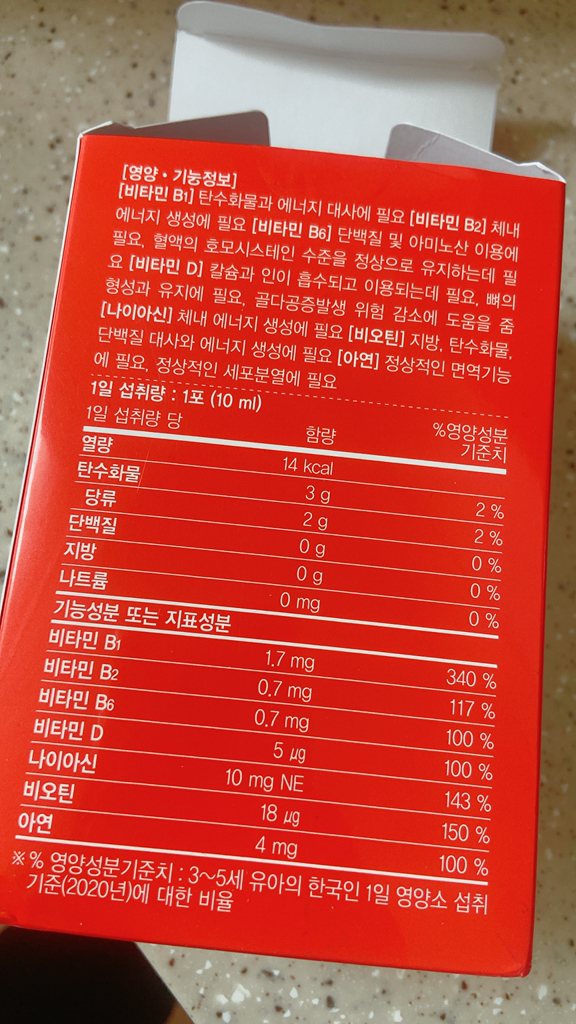 [영양 • 기능정보]
[비타민 B1] 탄수화물과 에너지 대사에 필요 [비타민 B2] 체내
에너지 생성에 필요 [비타민 B6] 단백질 및 아미노산 이용에
필요, 혈액의 호모시스테인 수준을 정상으로 유지하는데 필
요 [비타민 D] 칼슘과 인이 흡수되고 이용되는데 필요, 뼈의
형성과 유지에 필요, 골다공증발생 위험 감소에 도움을 줌
[나이아신] 체내 에너지 생성에 필요 [비오틴] 지방, 탄수화물,
단백질 대사와 에너지 생성에 필요 [아연] 정상적인 면역기능
에 필요, 정상적인 세포분열에 필요
1일 섭취량 : 1포 (10 ml)
1일 섭취량 당 함량 %영양성분
기준치
열량 14 kcal
탄수화물 3 g 2 %
당류 2 g 2 %
단백질 0 g 0 %
지방 0 g 0 %
나트륨 0 mg 0 %
기능성분 또는 지표성분
비타민 B1 1.7 mg 340 %
비타민 B2 0.7 mg 117 %
비타민 B6 0.7 mg 100 %
비타민 D 5 µg 100 %
나이아신 10 mg NE 143 %
비오틴 18 µg 150 %
아연 4 mg 100 %
※ % 영양성분기준치 : 3~5세 유아의 한국인 1일 영양소 섭취
기준(2020년)에 대한 비율